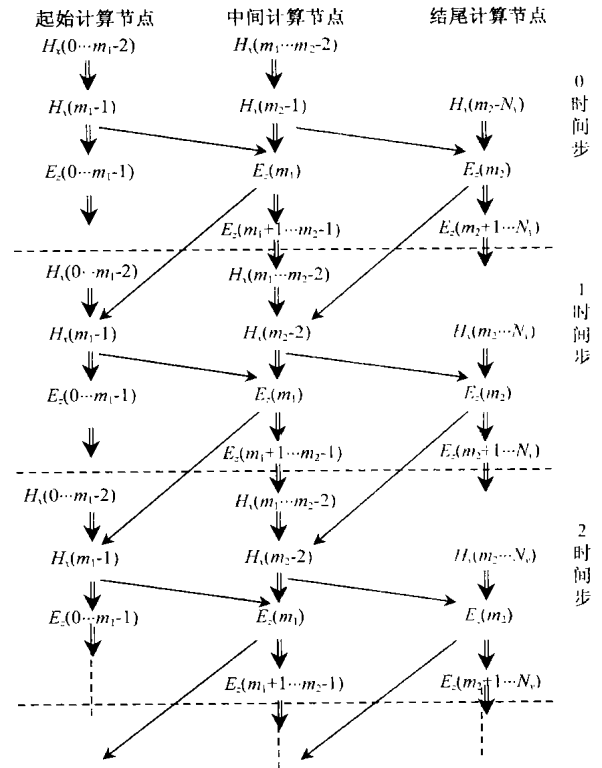 起始计算节点 中间计算节点 结尾计算节点
Hx(0···m1-2) Hx(m1···m2-2)
Hx(m1-1) Hx(m2-1) Hx(m2-Nx)
Ez(0···m1-1) Ez(m1) Ez(m2)
Ez(m1+1···m2-1) Ez(m2+1···Nx)
0时间步
Hx(0···m1-2) Hx(m1···m2-2)
Hx(m1-1) Hx(m2-2) Hx(m2···Nx)
Ez(0···m1-1) Ez(m1) Ez(m2)
Ez(m1+1···m2-1) Ez(m2+1···Nx)
1时间步
Hx(0···m1-2) Hx(m1···m2-2)
Hx(m1-1) Hx(m2-2) Hx(m2···Nx)
Ez(0···m1-1) Ez(m1) Ez(m2)
Ez(m1+1···m2-1) Ez(m2+1···Nx)
2时间步